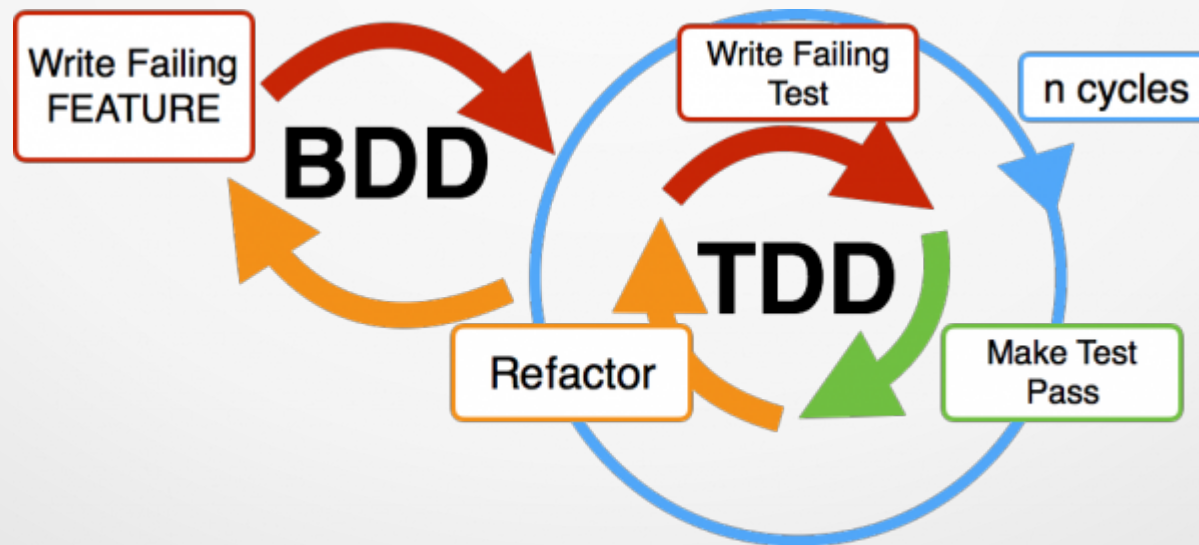 Write Failing
FEATURE
BDD
Write Failing
Test
n cycles
TDD
Refactor
Make Test
Pass